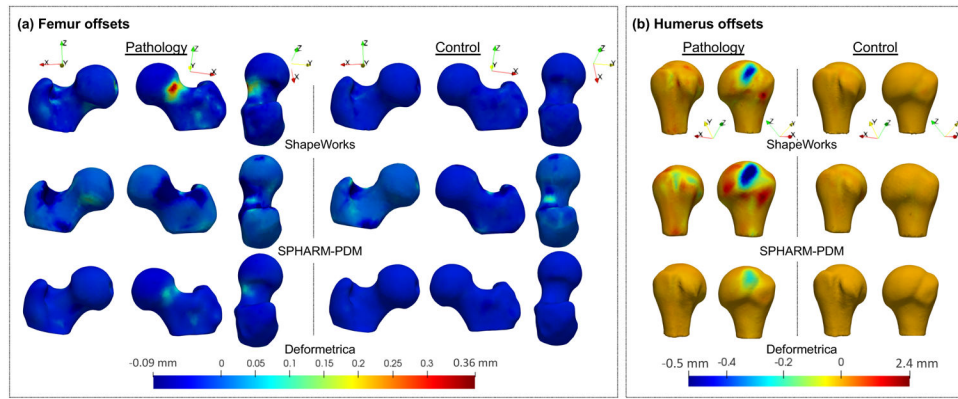 (a) Femur offsets
Pathology
Control
ShapeWorks
SPHARM-PDM
Deformetrica
-0.09 mm 0 0.05 0.1 0.15 0.2 0.25 0.3 0.36 mm
(b) Humerus offsets
Pathology
Control
ShapeWorks
SPHARM-PDM
Deformetrica
-0.5 mm -0.4 -0.2 0 2.4 mm